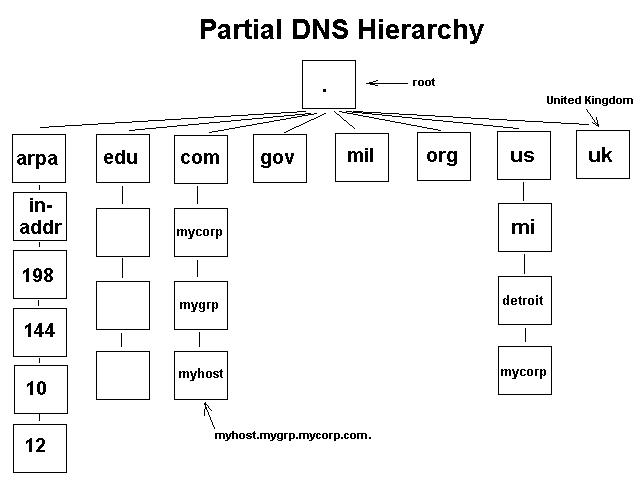 Partial DNS Hierarchy
.
root
United Kingdom
arpa
edu
com
gov
mil
org
us
uk
in-
addr
mycorp
mi
198
mygrp
detroit
144
myhost
mycorp
10
12
myhost.mygrp.mycorp.com.